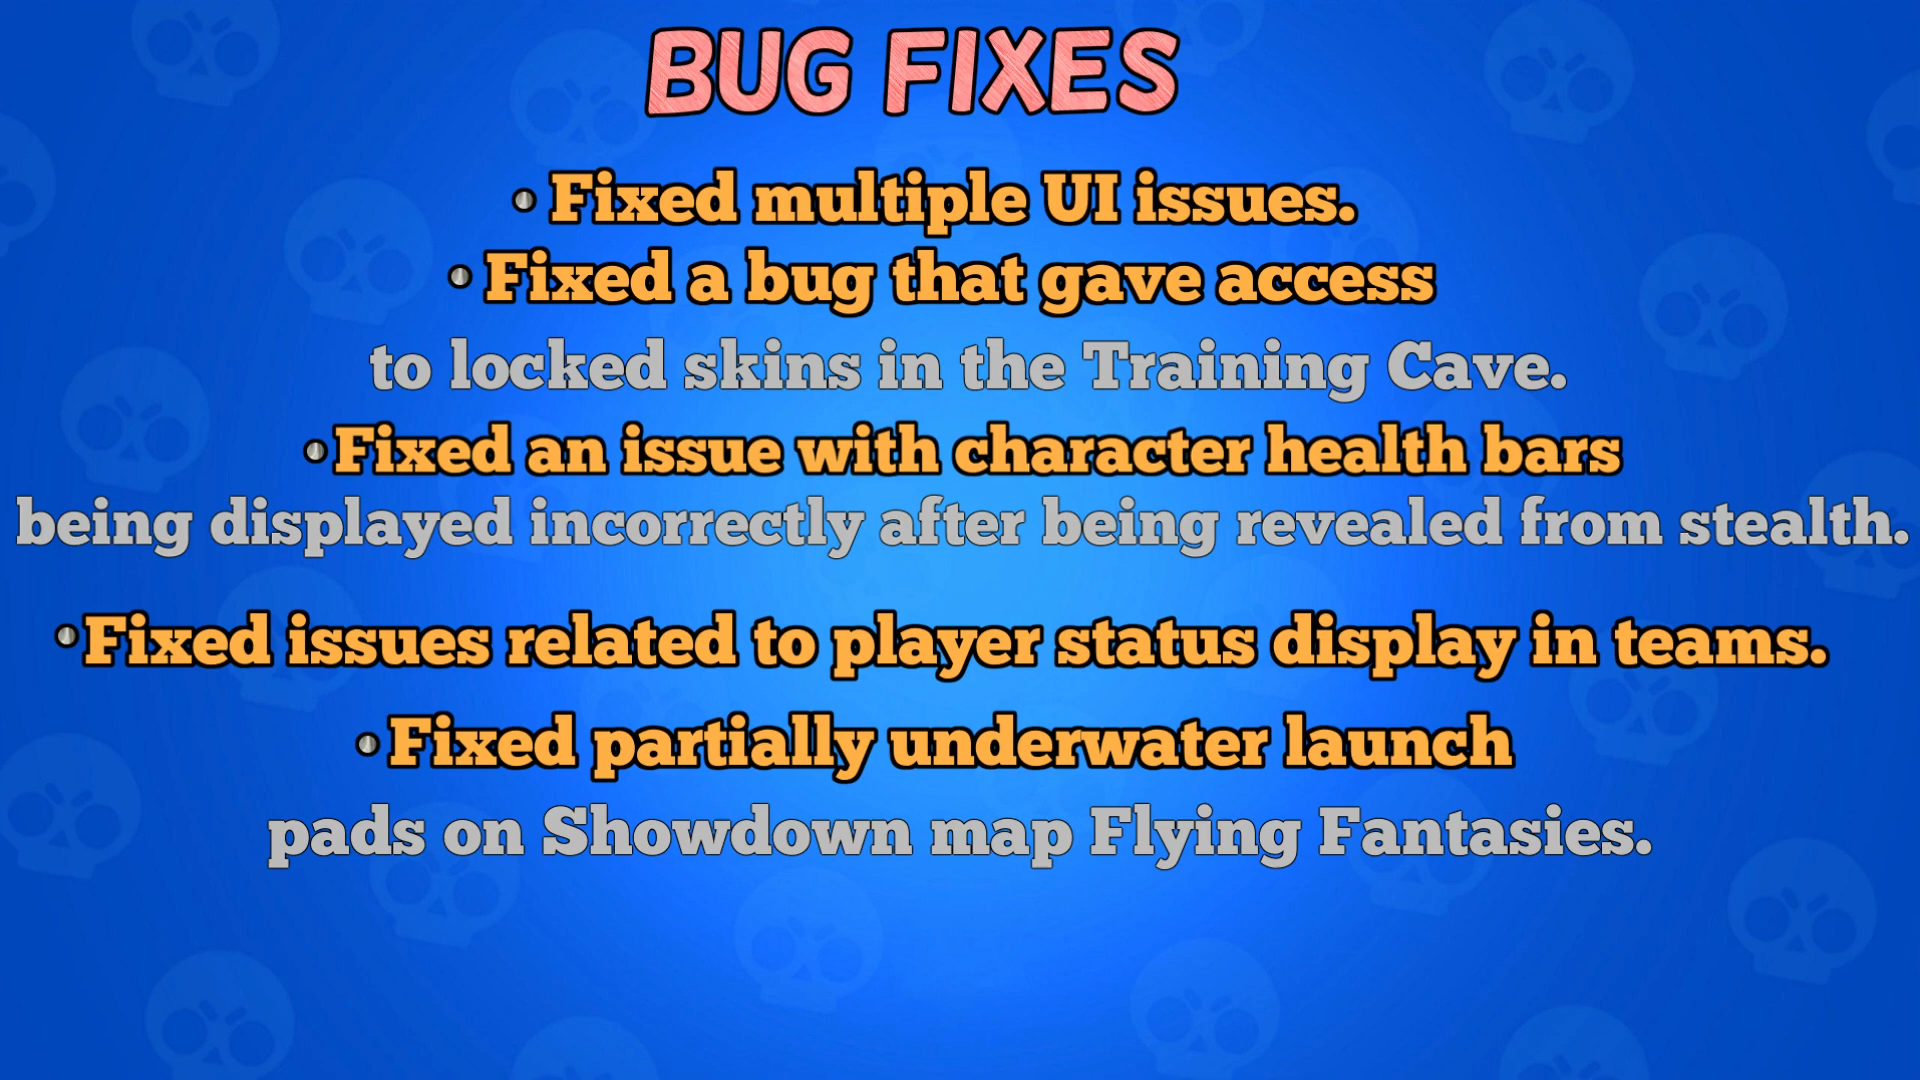 BUG FIXES
• Fixed multiple UI issues.
• Fixed a bug that gave access
to locked skins in the Training Cave.
• Fixed an issue with character health bars
being displayed incorrectly after being revealed from stealth.
• Fixed issues related to player status display in teams.
• Fixed partially underwater launch
pads on Showdown map Flying Fantasies.